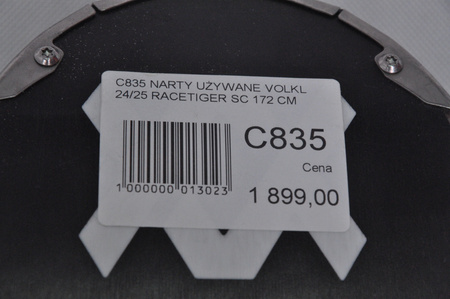 C835 NARTY UŻYWANE VOLKL
24/25 RACETIGER SC 172 CM
C835
Cena
1 000000 013023
1 899,00